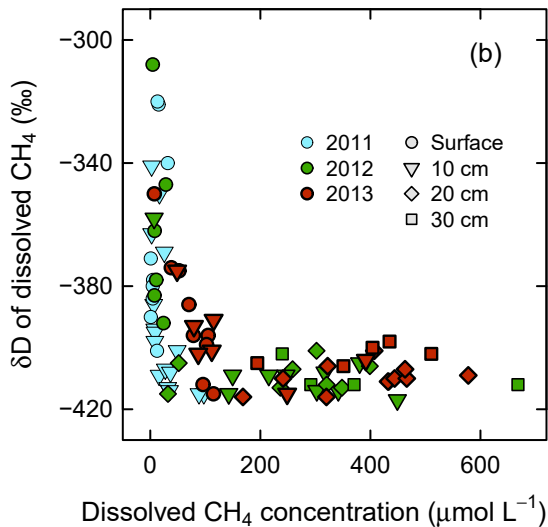 (b)
−300
−340
−380
−420
δD of dissolved CH₄ (‰)
2011
2012
2013
Surface
10 cm
20 cm
30 cm
0 200 400 600
Dissolved CH₄ concentration (μmol L⁻¹)